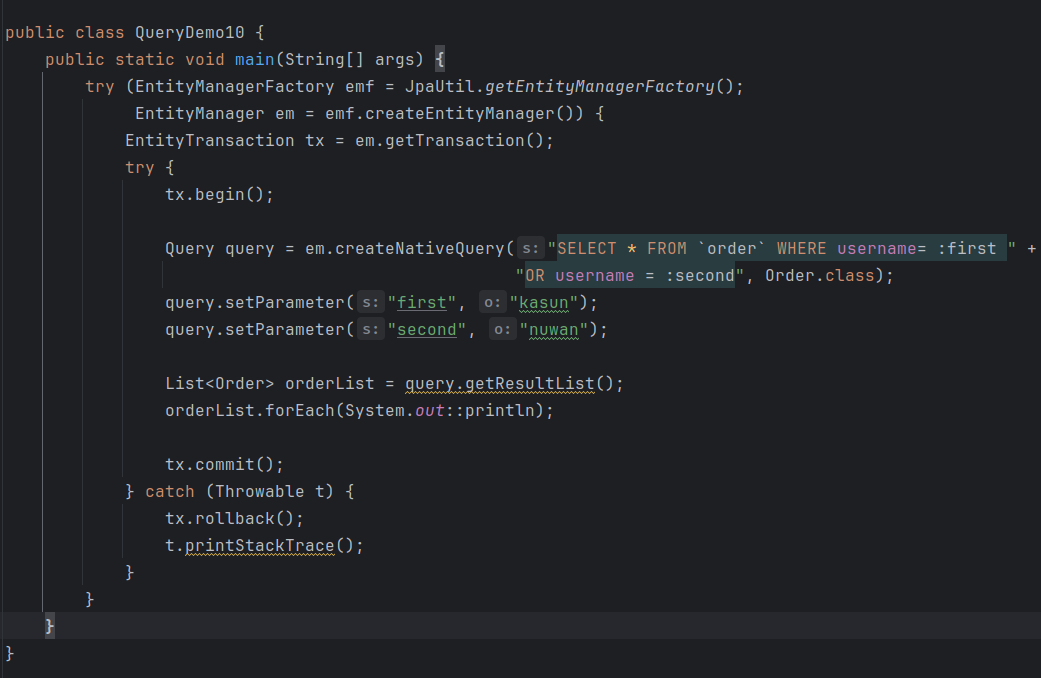 public class QueryDemo10 {
    public static void main(String[] args) {
        try (EntityManagerFactory emf = JpaUtil.getEntityManagerFactory();
             EntityManager em = emf.createEntityManager()) {
            EntityTransaction tx = em.getTransaction();
            try {
                tx.begin();

                Query query = em.createNativeQuery( s: "SELECT * FROM `order` WHERE username= :first " +
                                                   "OR username = :second", Order.class);
                query.setParameter( s: "first", o: "kasun");
                query.setParameter( s: "second", o: "nuwan");

                List<Order> orderList = query.getResultList();
                orderList.forEach(System.out::println);

                tx.commit();
            } catch (Throwable t) {
                tx.rollback();
                t.printStackTrace();
            }
        }
    }
}